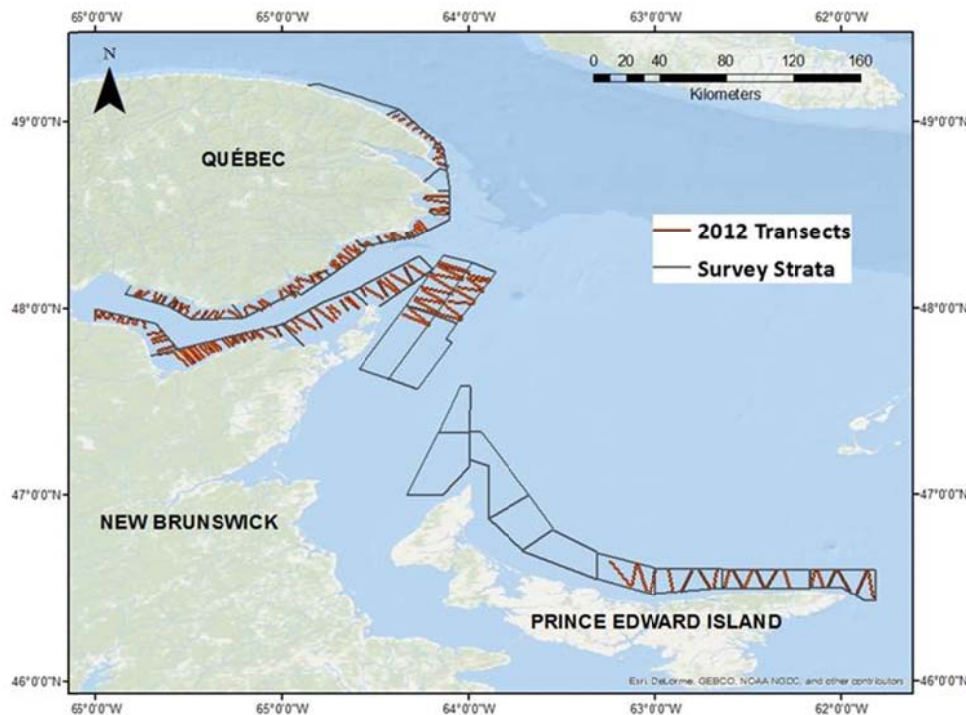 65°0'0"W 65°0'0"W 64°0'0"W 63°0'0"W 62°0'0"W
N
0 20 40 80 120 160
Kilometers
49°0'0"N 49°0'0"N
QUÉBEC
2012 Transects
Survey Strata
48°0'0"N 48°0'0"N
47°0'0"N 47°0'0"N
NEW BRUNSWICK
PRINCE EDWARD ISLAND
46°0'0"N 46°0'0"N
Esri, DeLorme, GEBCO, NOAA NGDC, and other contributors
65°0'0"W 65°0'0"W 64°0'0"W 63°0'0"W 62°0'0"W